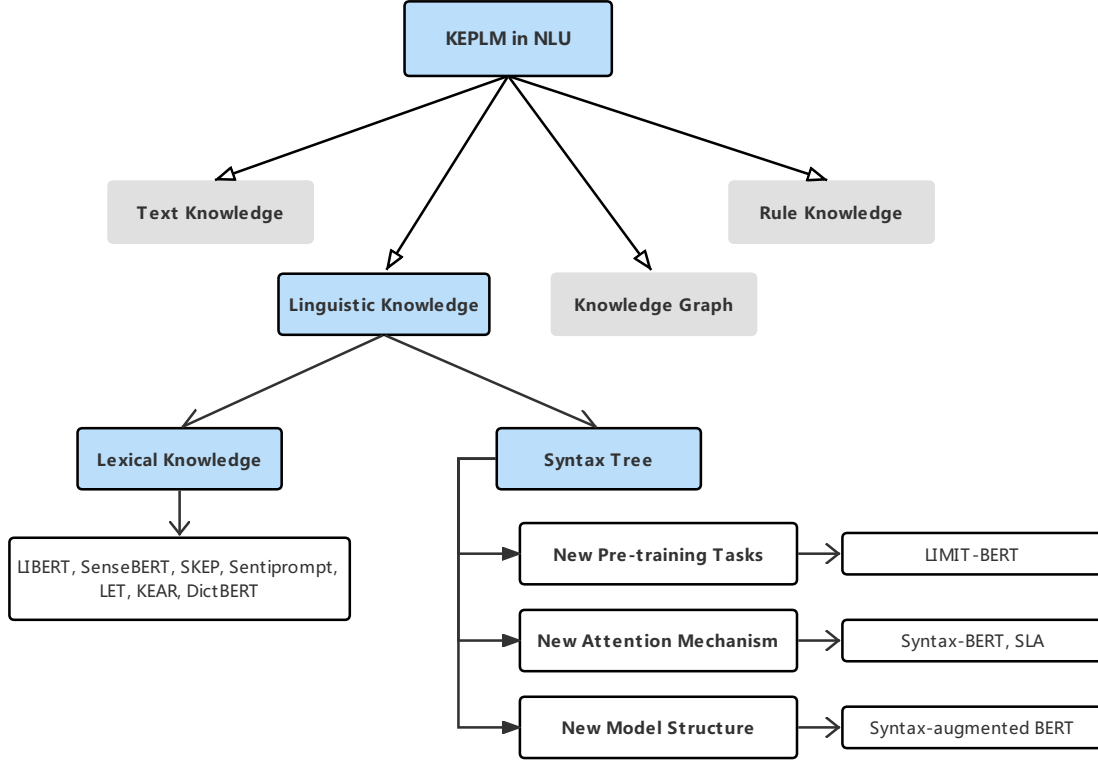 KEPLM in NLU
Text Knowledge
Rule Knowledge
Linguistic Knowledge
Knowledge Graph
Lexical Knowledge
Syntax Tree
LIBERT, SenseBERT, SKEP, Sentiprompt,
LET, KEAR, DictBERT
New Pre-training Tasks
LIMIT-BERT
New Attention Mechanism
Syntax-BERT, SLA
New Model Structure
Syntax-augmented BERT